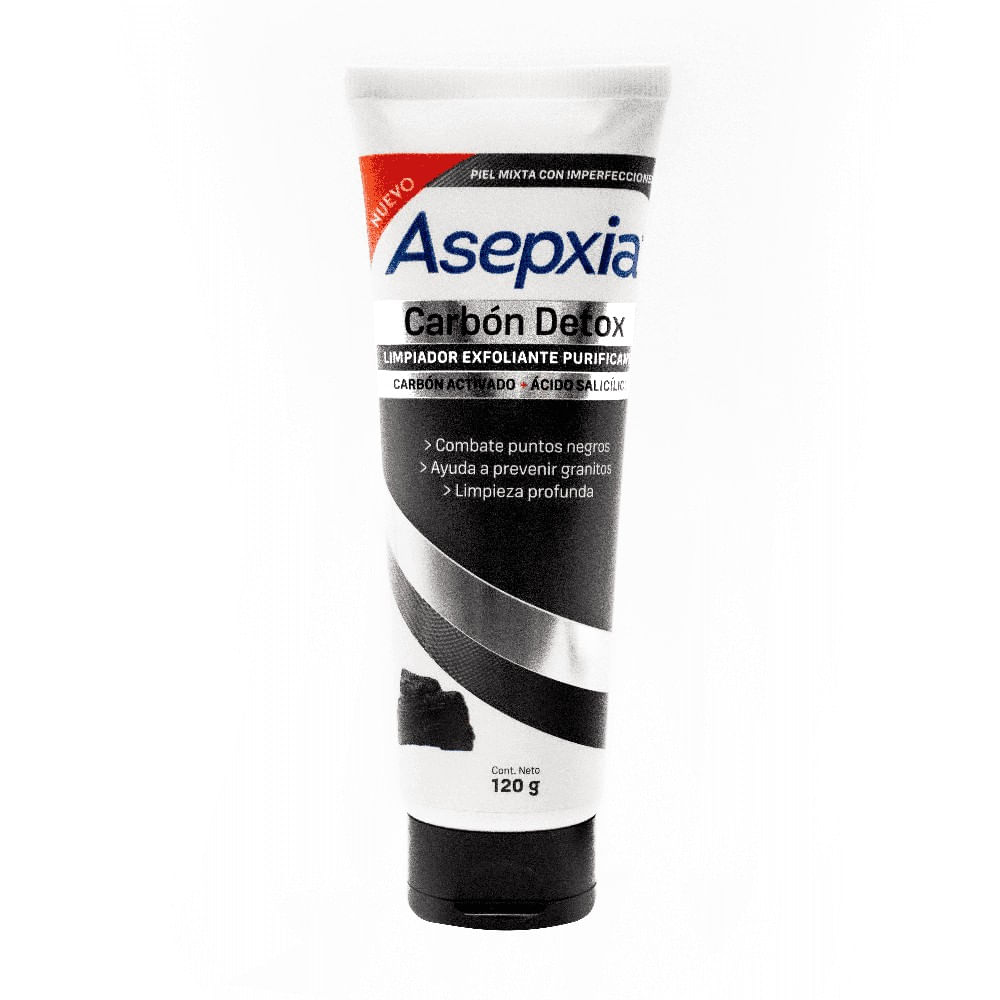 PIEL MIXTA CON IMPERFECCIONE
NUEVO
Asepxia
Carbón Detox
LIMPIADOR EXFOLIANTE PURIFICAN
CARBÓN ACTIVADO + ÁCIDO SALICÍLIC
> Combate puntos negros
> Ayuda a prevenir granitos
> Limpieza profunda
Cont. Neto
120 g